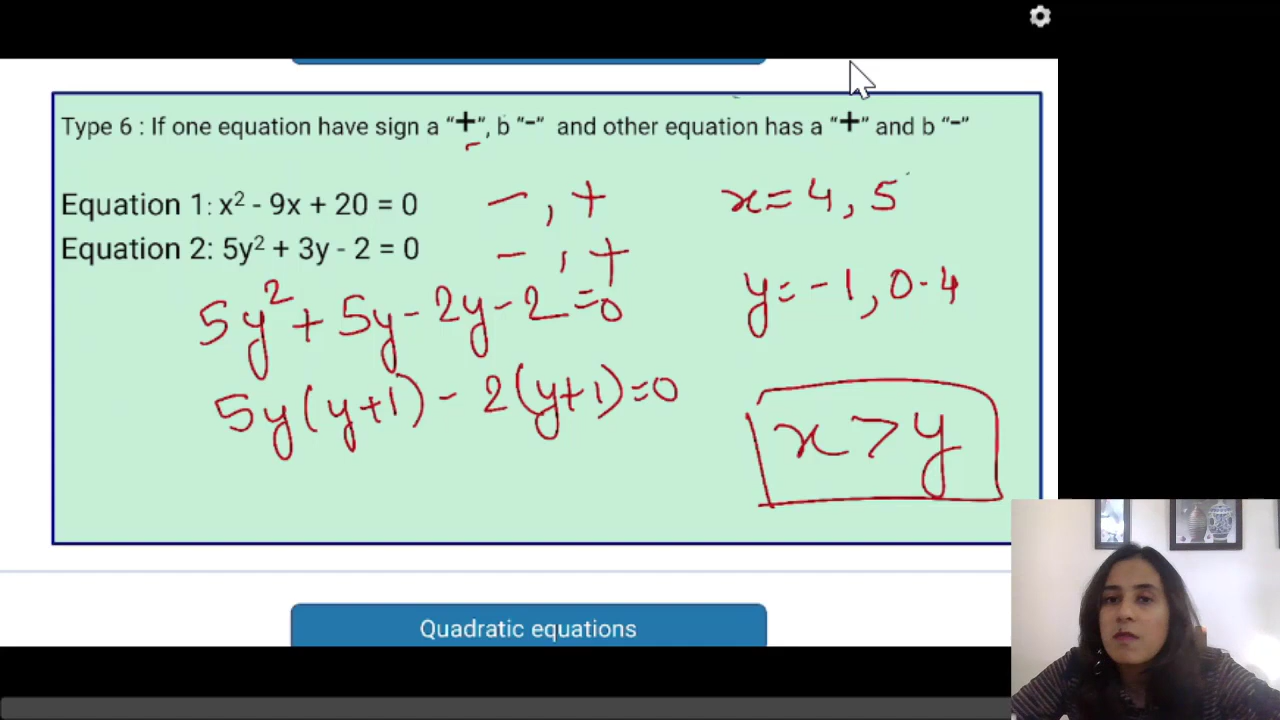 Type 6 : If one equation have sign a “+”, b “-” and other equation has a “+” and b “-”
Equation 1: x² - 9x + 20 = 0 -, + x = 4, 5
Equation 2: 5y² + 3y - 2 = 0 -, +
5y² + 5y - 2y - 2 = 0 y = -1, 0.4
5y(y+1) - 2(y+1) = 0
x > y
Quadratic equations